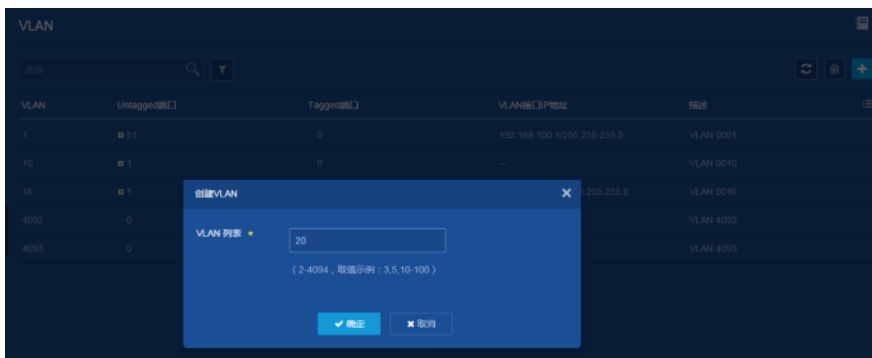 VLAN
查询
VLAN Untagged端口 Tagged端口 VLAN接口IP地址 描述
1 51 0 192.168.100.1/255.255.255.0 VLAN 0001
10 1 0 -- VLAN 0010
16 1 .255.255.0 VLAN 0016
4092 0 VLAN 4092
4093 0 VLAN 4093
创建VLAN
VLAN 列表 *
20
( 2-4094 , 取值示例 : 3,5,10-100 )
确定 取消